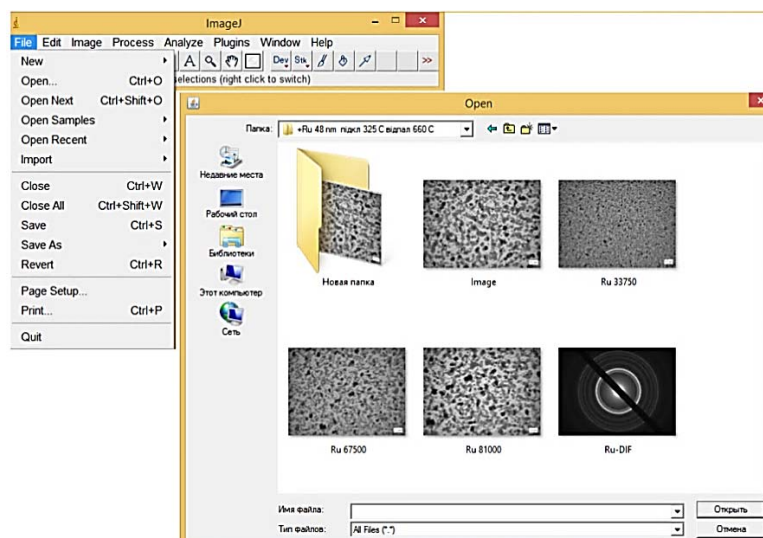 ImageJ
File Edit Image Process Analyze Plugins Window Help
Dev Stk >>
selections (right click to switch)
New
Open... Ctrl+O
Open Next Ctrl+Shift+O
Open Samples
Open Recent
Import
Close Ctrl+W
Close All Ctrl+Shift+W
Save Ctrl+S
Save As
Revert Ctrl+R
Page Setup...
Print... Ctrl+P
Quit
Open
Папка: +Ru 48 nm підкл 325 С відпал 660 С
Недавние места
Рабочий стол
Библиотеки
Этот компьютер
Сеть
Новая папка Image Ru 33750
Ru 67500 Ru 81000 Ru-DIF
Имя файла: Открыть
Тип файлов: All Files (*.*) Отмена